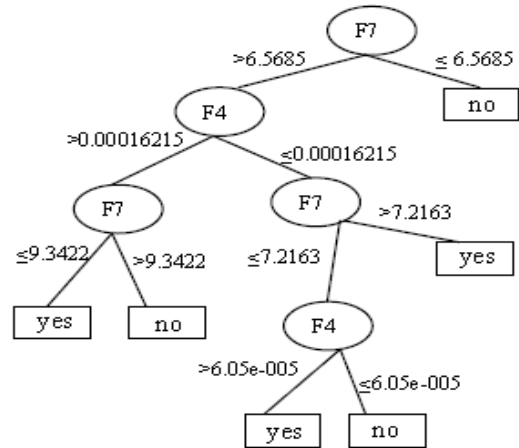 F7
>6.5685
≤ 6.5685
F4
no
>0.00016215
≤0.00016215
F7
F7
>7.2163
≤9.3422
>9.3422
≤7.2163
yes
yes
no
F4
>6.05e-005
≤6.05e-005
yes
no